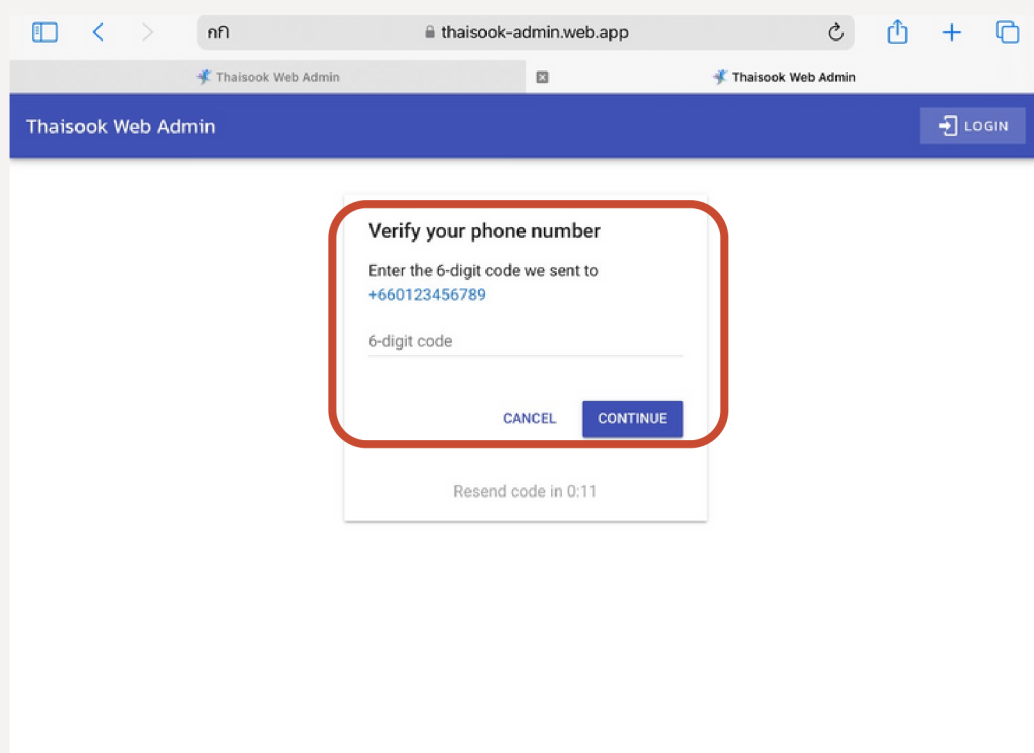 กก thaisook-admin.web.app
Thaisook Web Admin Thaisook Web Admin
Thaisook Web Admin LOGIN
Verify your phone number
Enter the 6-digit code we sent to
+660123456789
6-digit code
CANCEL CONTINUE
Resend code in 0:11